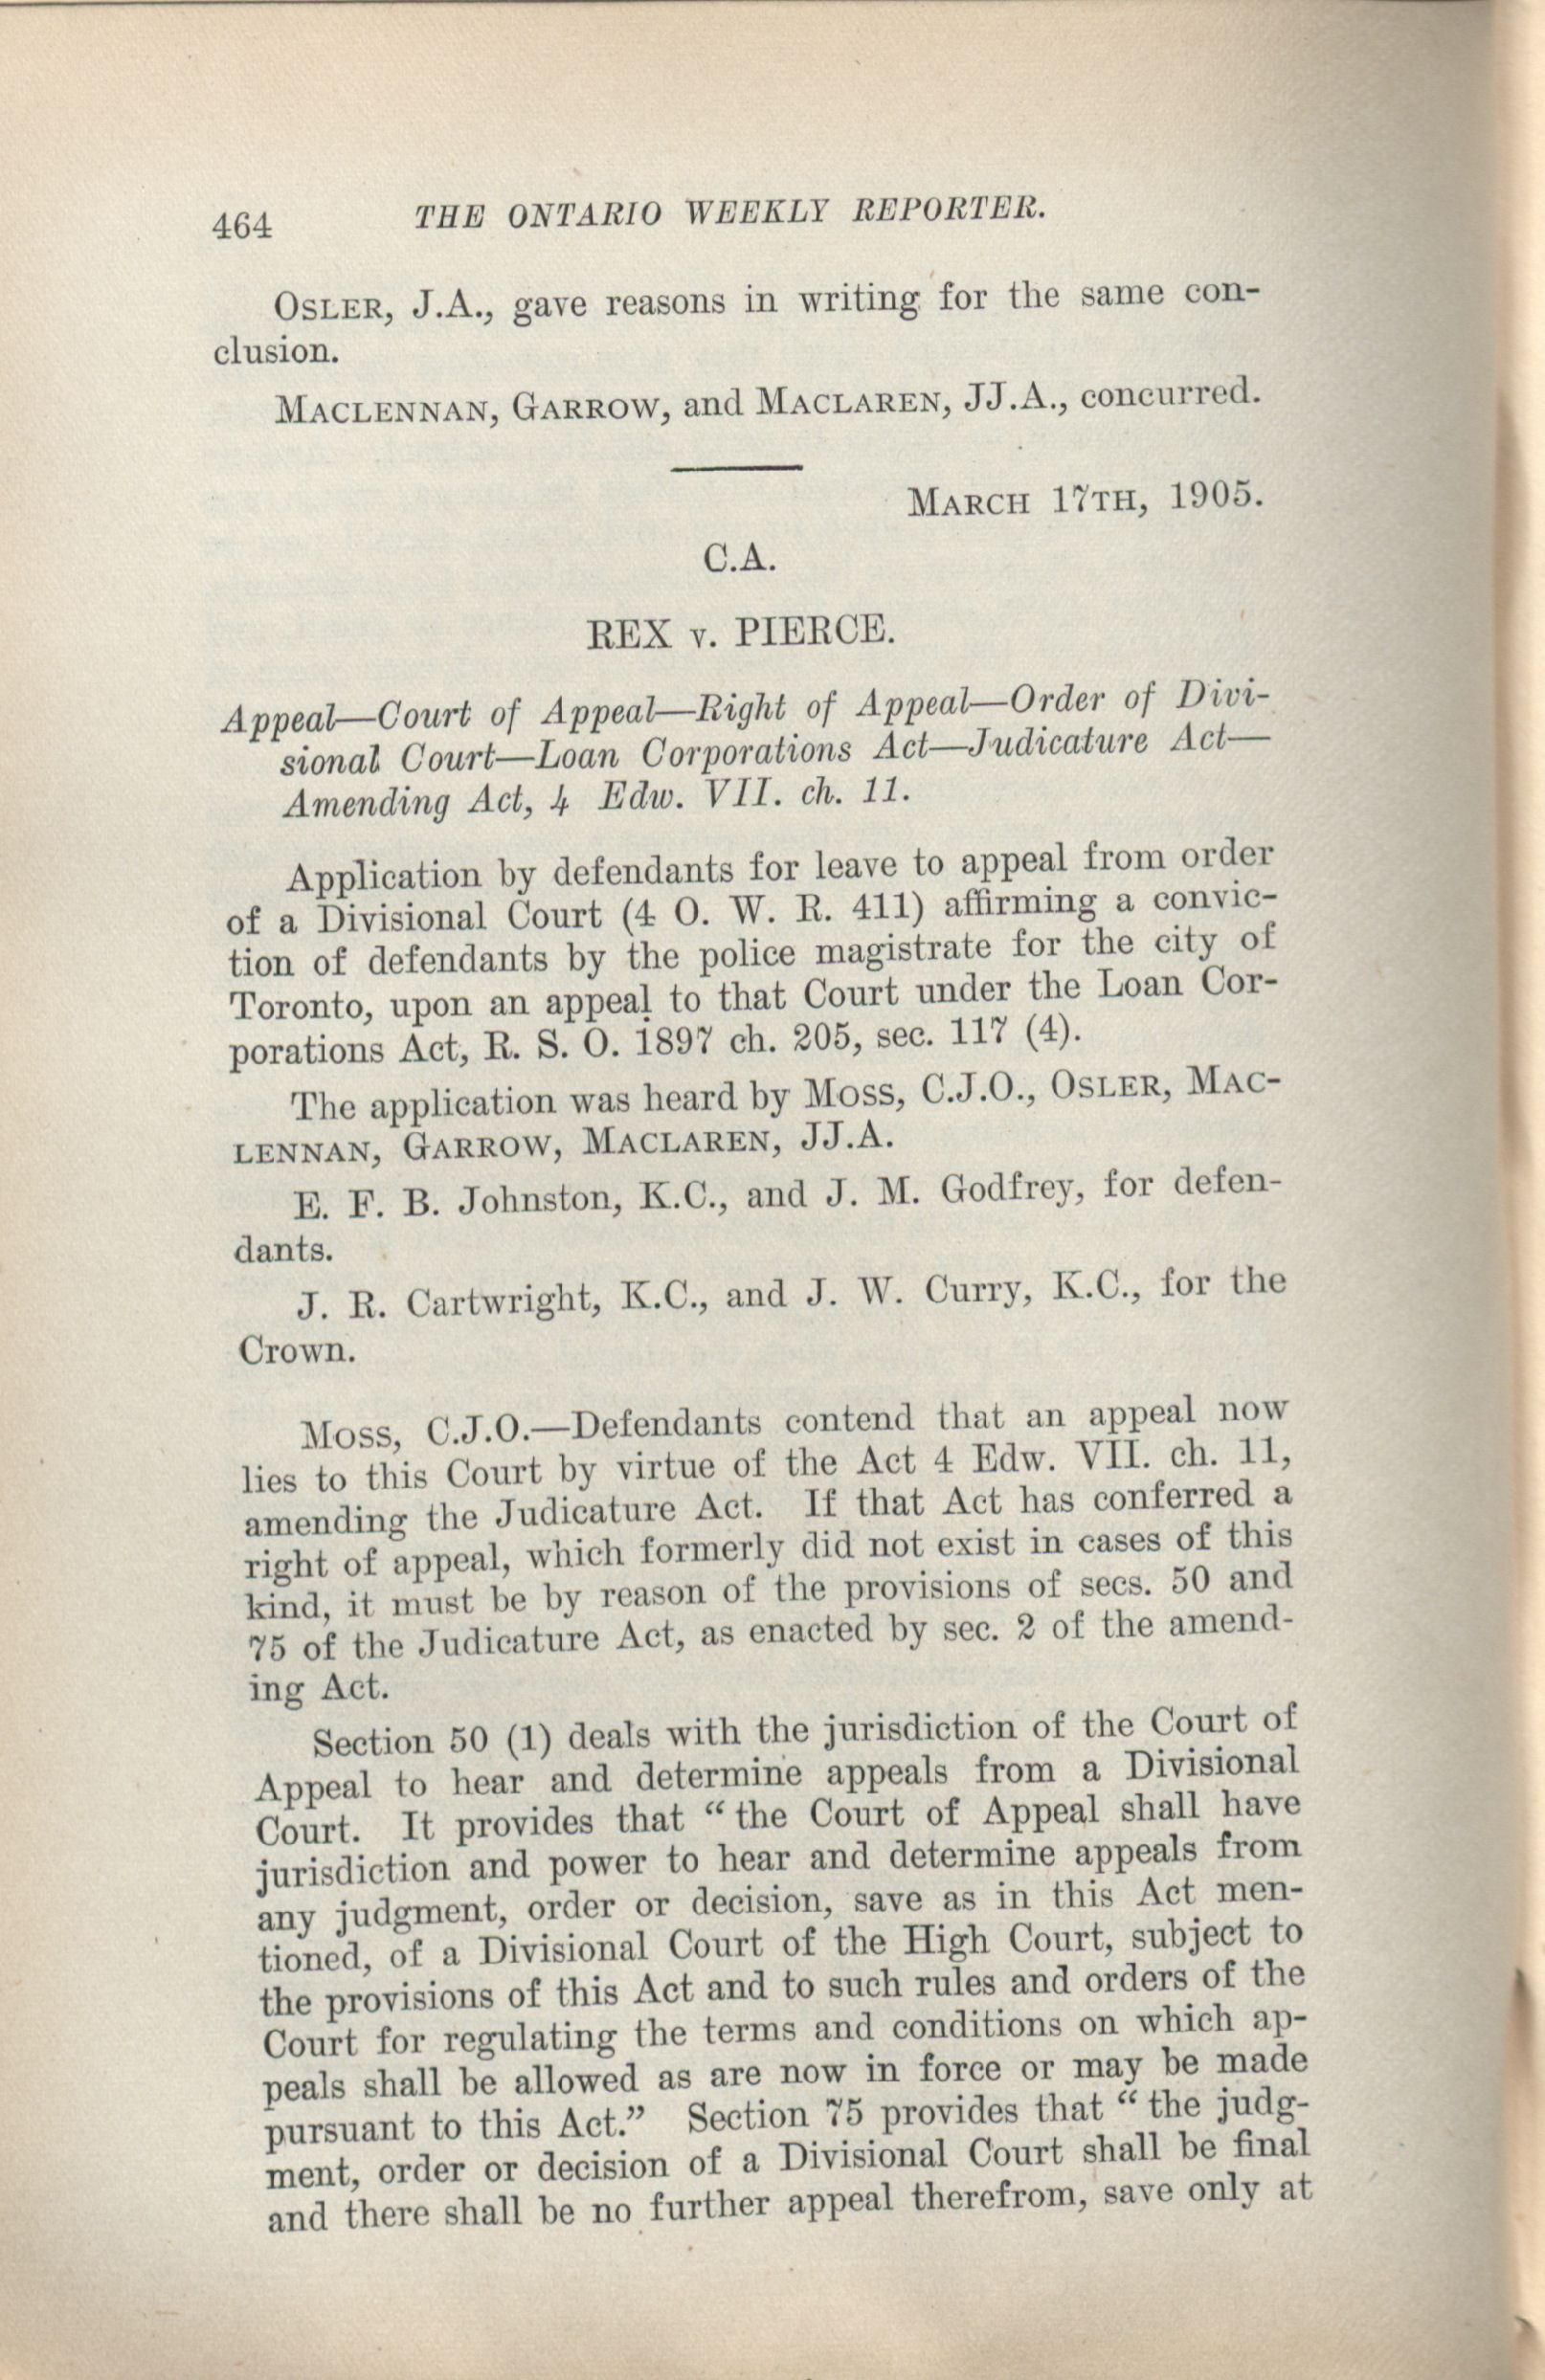 464 THE ONTARIO WEEKLY REPORTER.
OSLER, J.A., gave reasons in writing for the same con-
clusion.
MACLENNAN, GARROW, and MACLAREN, JJ.A., concurred.
MARCH 17TH, 1905.
C.A.
REX v. PIERCE.
Appeal—Court of Appeal—Right of Appeal—Order of Divi-
sional Court—Loan Corporations Act—Judicature Act—
Amending Act, 4 Edw. VII. ch. 11.
Application by defendants for leave to appeal from order
of a Divisional Court (4 O. W. R. 411) affirming a convic-
tion of defendants by the police magistrate for the city of
Toronto, upon an appeal to that Court under the Loan Cor-
porations Act, R. S. O. 1897 ch. 205, sec. 117 (4).
The application was heard by MOSS, C.J.O., OSLER, MAC-
LENNAN, GARROW, MACLAREN, JJ.A.
E. F. B. Johnston, K.C., and J. M. Godfrey, for defen-
dants.
J. R. Cartwright, K.C., and J. W. Curry, K.C., for the
Crown.
MOSS, C.J.O.—Defendants contend that an appeal now
lies to this Court by virtue of the Act 4 Edw. VII. ch. 11,
amending the Judicature Act. If that Act has conferred a
right of appeal, which formerly did not exist in cases of this
kind, it must be by reason of the provisions of secs. 50 and
75 of the Judicature Act, as enacted by sec. 2 of the amend-
ing Act.
Section 50 (1) deals with the jurisdiction of the Court of
Appeal to hear and determine appeals from a Divisional
Court. It provides that “the Court of Appeal shall have
jurisdiction and power to hear and determine appeals from
any judgment, order or decision, save as in this Act men-
tioned, of a Divisional Court of the High Court, subject to
the provisions of this Act and to such rules and orders of the
Court for regulating the terms and conditions on which ap-
peals shall be allowed as are now in force or may be made
pursuant to this Act.” Section 75 provides that “the judg-
ment, order or decision of a Divisional Court shall be final
and there shall be no further appeal therefrom, save only at